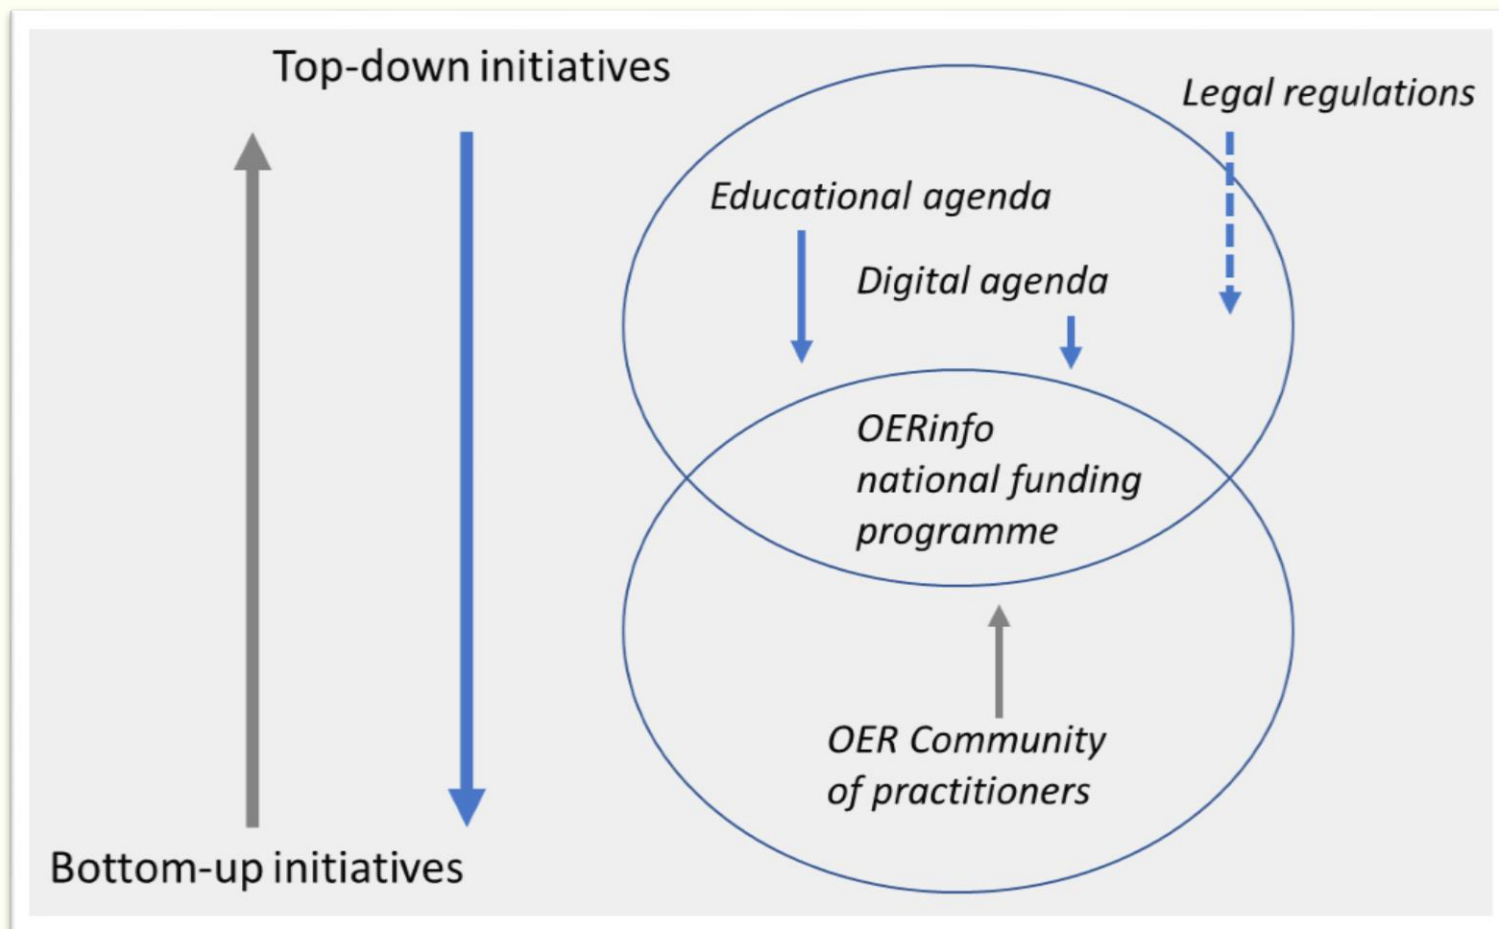 Top-down initiatives
Legal regulations
Educational agenda
Digital agenda
OERinfo
national funding
programme
OER Community
of practitioners
Bottom-up initiatives